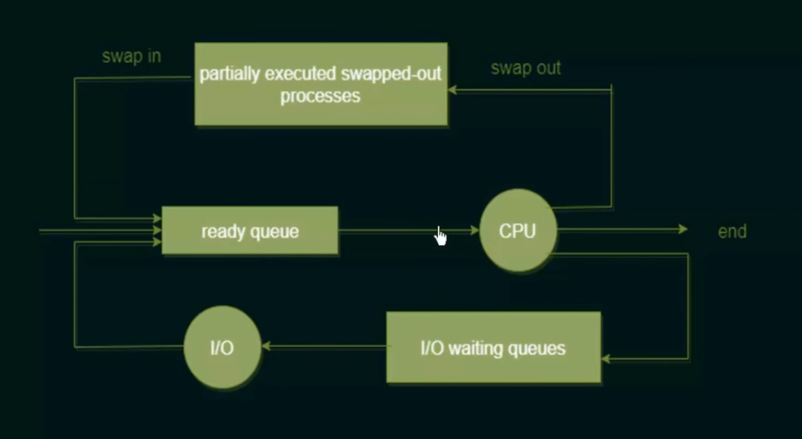 swap in
partially executed swapped-out
processes
swap out
ready queue
CPU
end
I/O
I/O waiting queues